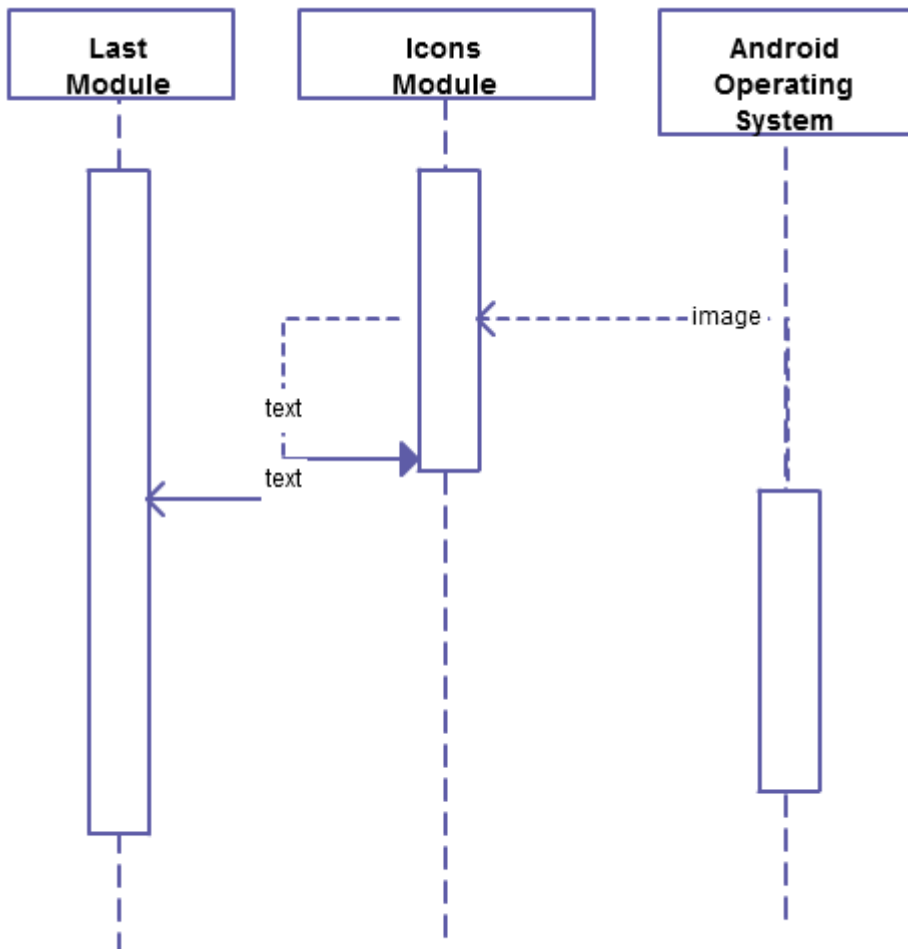 Last
Module
Icons
Module
Android
Operating
System
image
text
text